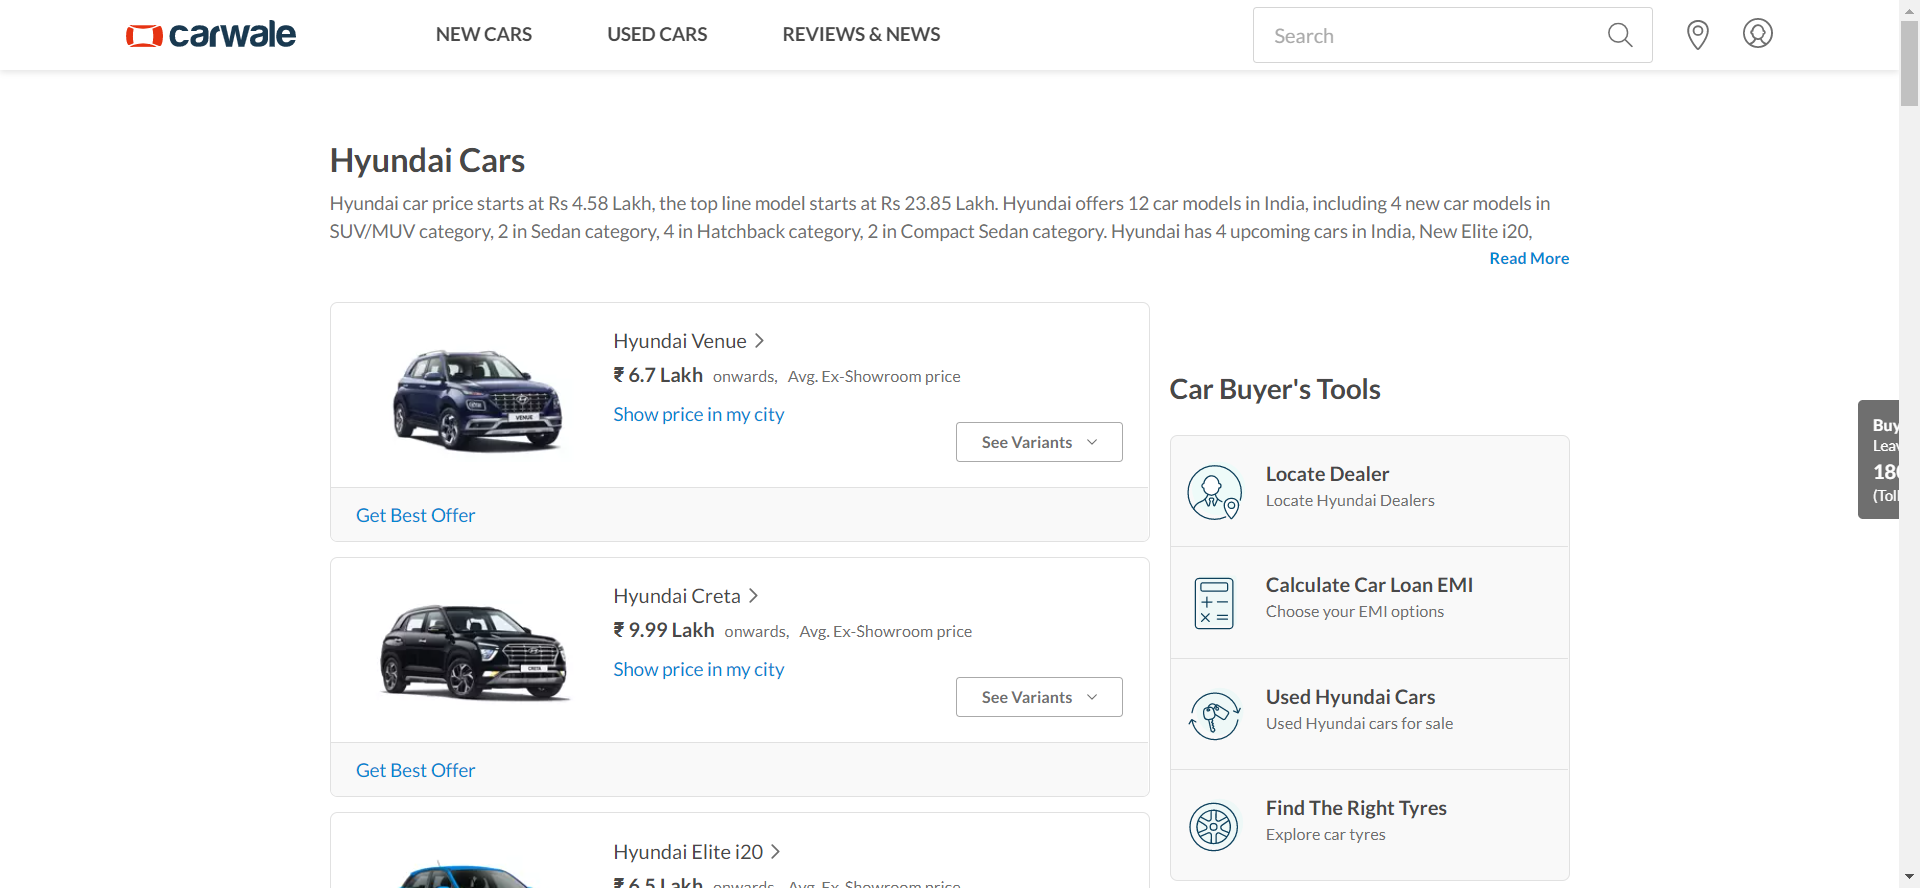 carwale
NEW CARS
USED CARS
REVIEWS & NEWS
Search
Hyundai Cars
Hyundai car price starts at Rs 4.58 Lakh, the top line model starts at Rs 23.85 Lakh. Hyundai offers 12 car models in India, including 4 new car models in
SUV/MUV category, 2 in Sedan category, 4 in Hatchback category, 2 in Compact Sedan category. Hyundai has 4 upcoming cars in India, New Elite i20,
Read More
VENUE
Hyundai Venue
₹ 6.7 Lakh onwards, Avg. Ex-Showroom price
Show price in my city
See Variants
Get Best Offer
CRETA
Hyundai Creta
₹ 9.99 Lakh onwards, Avg. Ex-Showroom price
Show price in my city
See Variants
Get Best Offer
Hyundai Elite i20
₹ 6.5 Lakh onwards, Avg. Ex-Showroom price
Car Buyer's Tools
Locate Dealer
Locate Hyundai Dealers
Calculate Car Loan EMI
Choose your EMI options
Used Hyundai Cars
Used Hyundai cars for sale
Find The Right Tyres
Explore car tyres
Buy